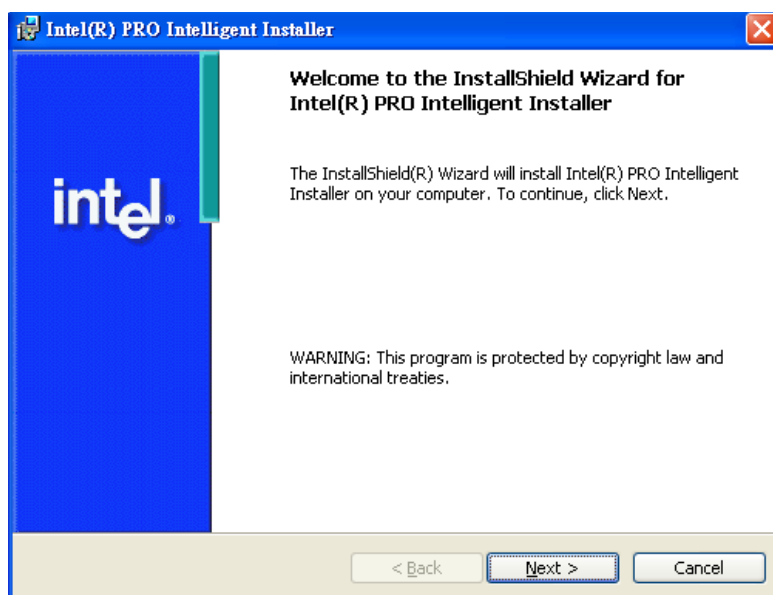 Intel(R) PRO Intelligent Installer
Welcome to the InstallShield Wizard for
Intel(R) PRO Intelligent Installer
The InstallShield(R) Wizard will install Intel(R) PRO Intelligent
Installer on your computer. To continue, click Next.
intel®
WARNING: This program is protected by copyright law and
international treaties.
< Back
Next >
Cancel